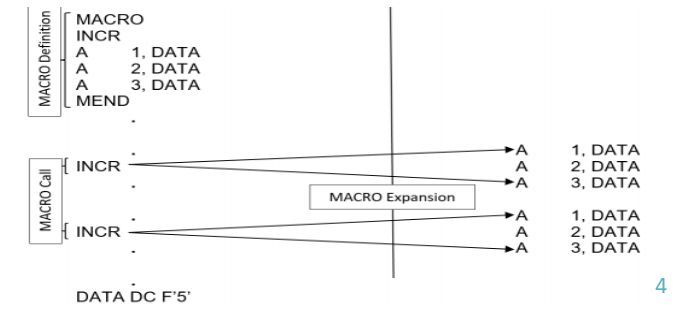 MACRO Definition
MACRO
INCR
A 1, DATA
A 2, DATA
A 3, DATA
MEND
MACRO Call
INCR
INCR
DATA DC F'5'
MACRO Expansion
A 1, DATA
A 2, DATA
A 3, DATA
A 1, DATA
A 2, DATA
A 3, DATA
4